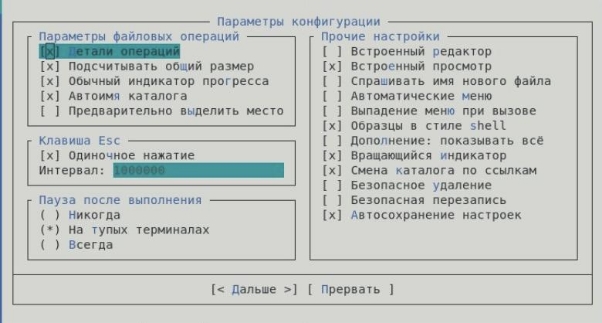 Параметры конфигурации
Параметры файловых операций
[x] Детали операций
[x] Подсчитывать общий размер
[x] Обычный индикатор прогресса
[x] Автоимя каталога
[ ] Предварительно выделить место
Клавиша Esc
[x] Одиночное нажатие
Интервал: 1000000
Пауза после выполнения
( ) Никогда
(*) На тупых терминалах
( ) Всегда
Прочие настройки
[ ] Встроенный редактор
[x] Встроенный просмотр
[ ] Спрашивать имя нового файла
[ ] Автоматические меню
[ ] Выпадение меню при вызове
[x] Образцы в стиле shell
[ ] Дополнение: показывать всё
[x] Вращающийся индикатор
[x] Смена каталога по ссылкам
[ ] Безопасное удаление
[ ] Безопасная перезапись
[x] Автосохранение настроек
[< Дальше >] [ Прервать ]